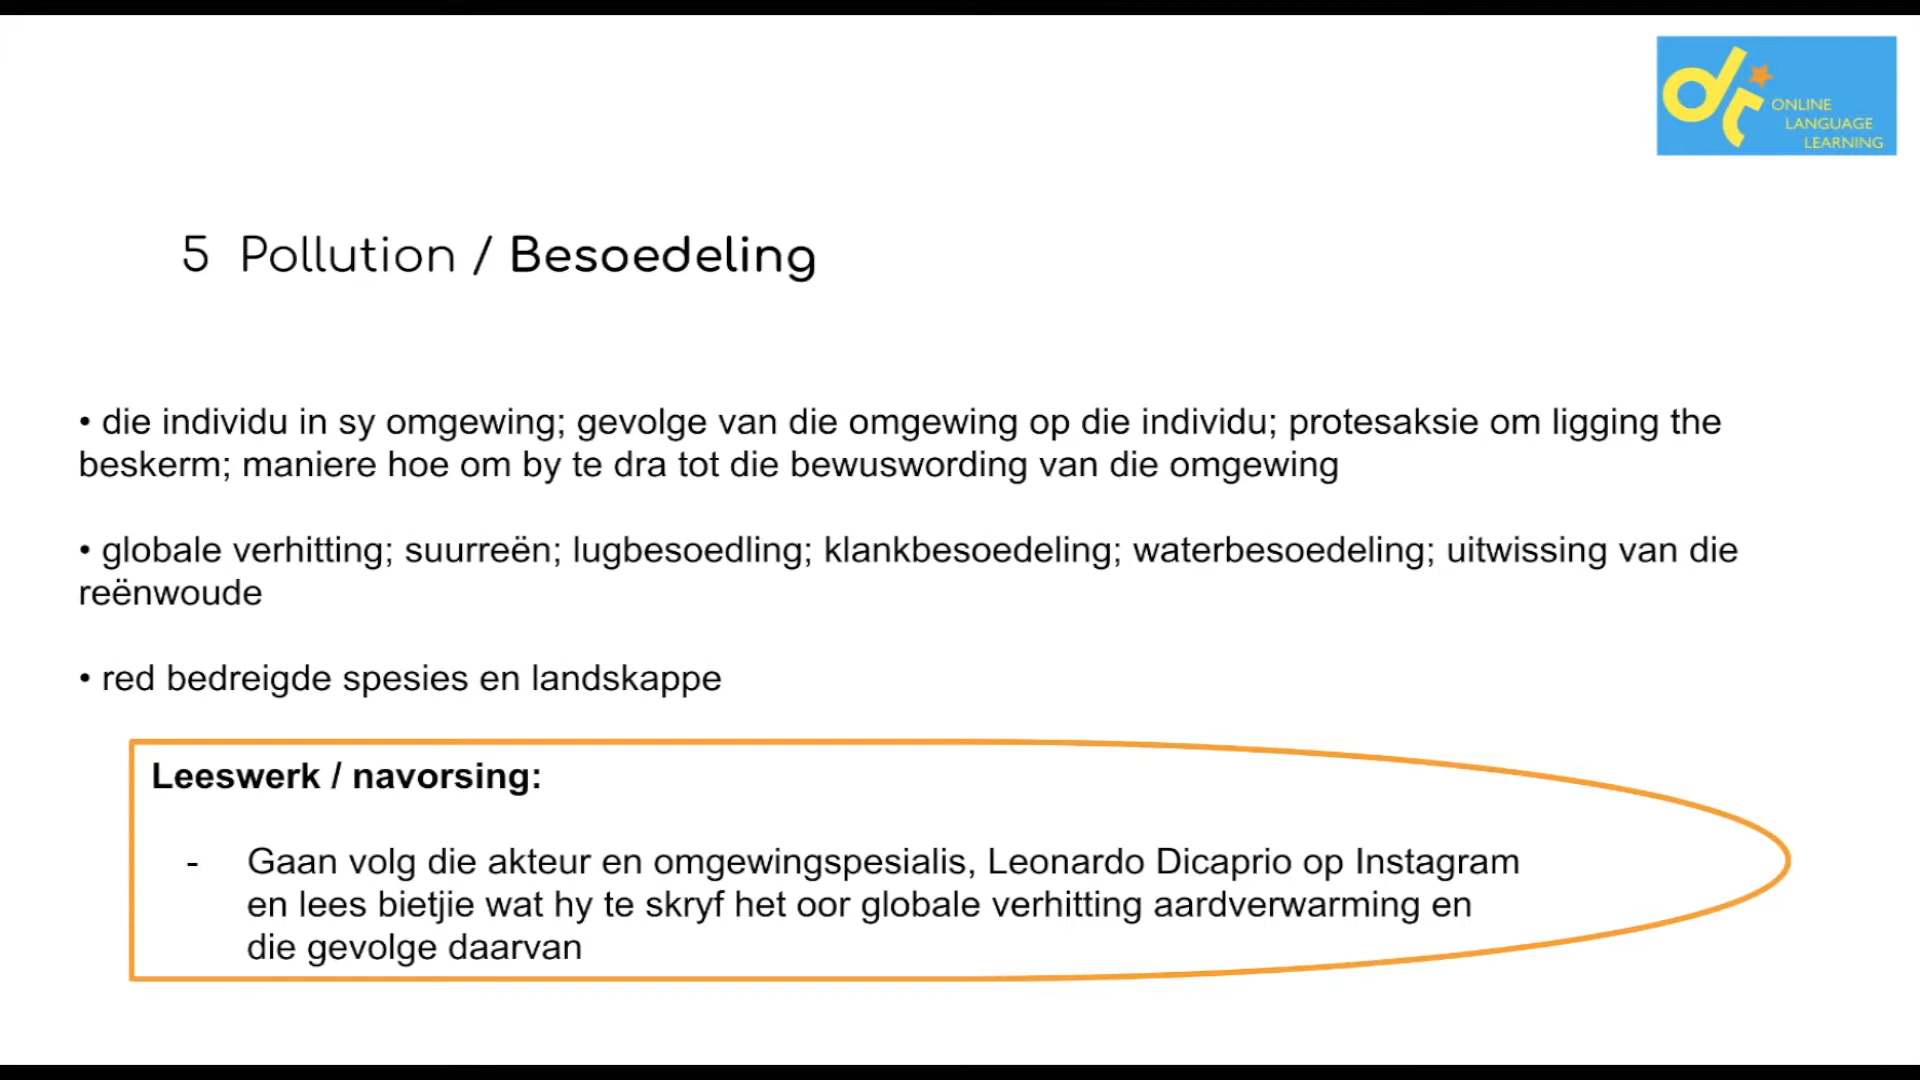 ONLINE
LANGUAGE
LEARNING
5 Pollution / Besoedeling
• die individu in sy omgewing; gevolge van die omgewing op die individu; protesaksie om ligging the
beskerm; maniere hoe om by te dra tot die bewuswording van die omgewing
• globale verhitting; suurreën; lugbesoedling; klankbesoedeling; waterbesoedeling; uitwissing van die
reënwoude
• red bedreigde spesies en landskappe
Leeswerk / navorsing:
- Gaan volg die akteur en omgewingspesialis, Leonardo Dicaprio op Instagram
en lees bietjie wat hy te skryf het oor globale verhitting aardverwarming en
die gevolge daarvan